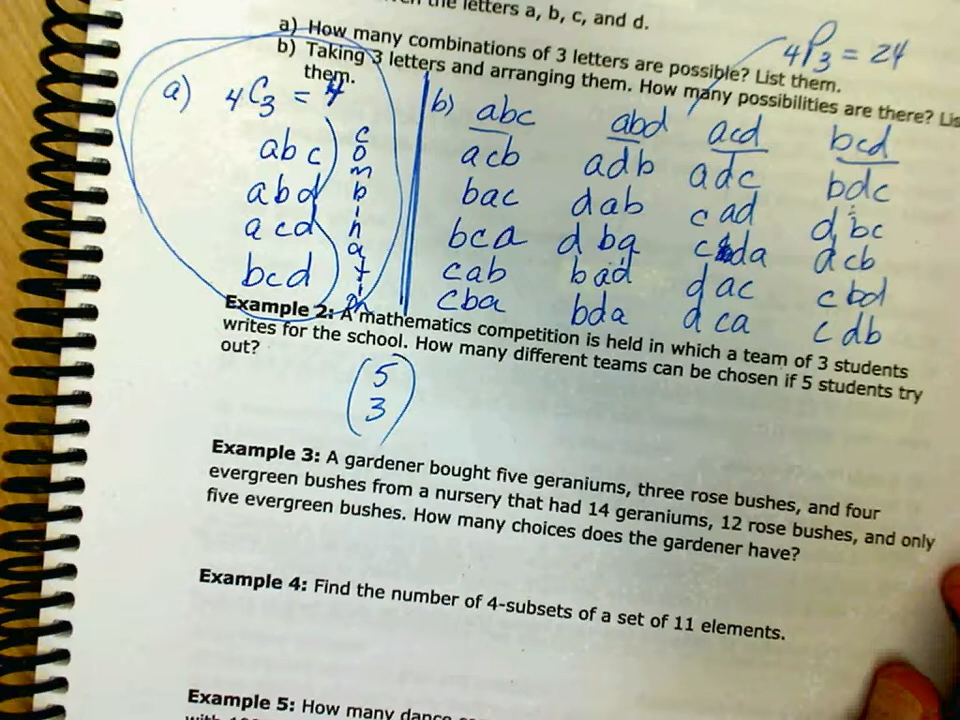 the letters a, b, c, and d.
a) How many combinations of 3 letters are possible? List them.
b) Taking 3 letters and arranging them. How many possibilities are there?
them.
4P3 = 24
a) 4C3 = 4
abc
abd
acd
bcd
b) abc abd acd bcd
acb adb adc bdc
bac dab cad dbc
bca dba cda
cab bad dac cbd
cba bda dca cdb
Example 2: A mathematics competition is held in which a team of 3 students
writes for the school. How many different teams can be chosen if 5 students try
out?
(5
3)
Example 3: A gardener bought five geraniums, three rose bushes, and four
evergreen bushes from a nursery that had 14 geraniums, 12 rose bushes, and only
five evergreen bushes. How many choices does the gardener have?
Example 4: Find the number of 4-subsets of a set of 11 elements.
Example 5: How many